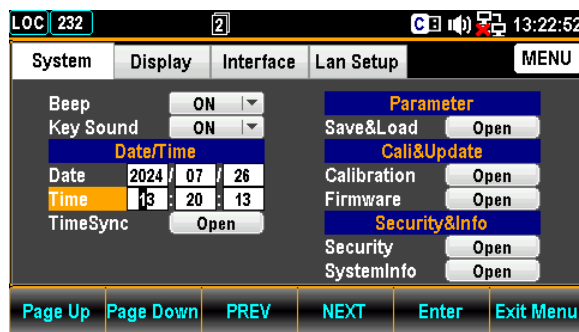 LOC 232 2 C 13:22:52
System Display Interface Lan Setup MENU
Beep ON
Key Sound ON
Date/Time
Date 2024 / 07 / 26
Time 13 : 20 : 13
TimeSync Open
Parameter
Save&Load Open
Cali&Update
Calibration Open
Firmware Open
Security&Info
Security Open
SystemInfo Open
Page Up Page Down PREV NEXT Enter Exit Menu